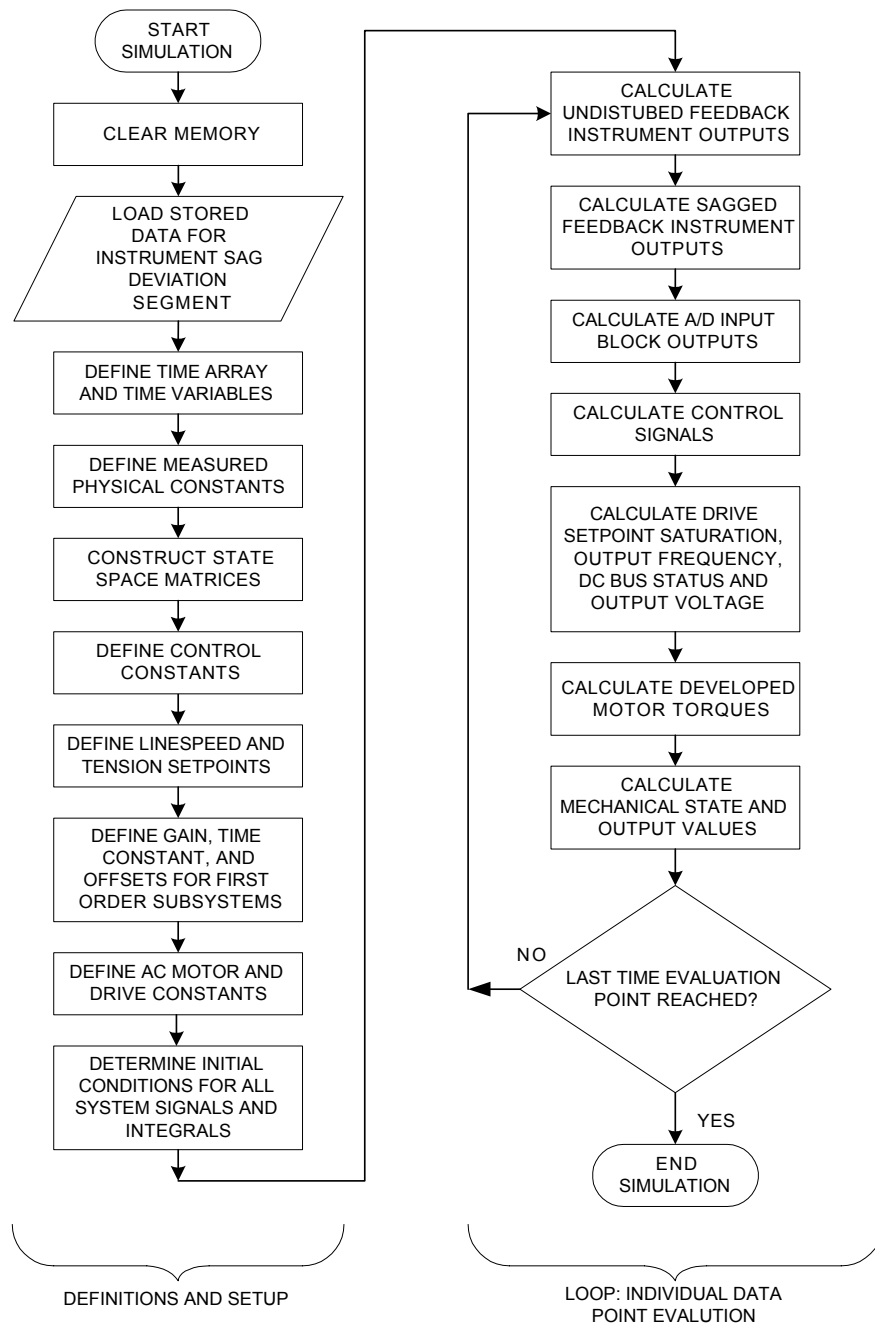 START
SIMULATION
CLEAR MEMORY
LOAD STORED
DATA FOR
INSTRUMENT SAG
DEVIATION
SEGMENT
DEFINE TIME ARRAY
AND TIME VARIABLES
DEFINE MEASURED
PHYSICAL CONSTANTS
CONSTRUCT STATE
SPACE MATRICES
DEFINE CONTROL
CONSTANTS
DEFINE LINESPEED AND
TENSION SETPOINTS
DEFINE GAIN, TIME
CONSTANT, AND
OFFSETS FOR FIRST
ORDER SUBSYSTEMS
DEFINE AC MOTOR AND
DRIVE CONSTANTS
DETERMINE INITIAL
CONDITIONS FOR ALL
SYSTEM SIGNALS AND
INTEGRALS
DEFINITIONS AND SETUP
CALCULATE
UNDISTUBED FEEDBACK
INSTRUMENT OUTPUTS
CALCULATE SAGGED
FEEDBACK INSTRUMENT
OUTPUTS
CALCULATE A/D INPUT
BLOCK OUTPUTS
CALCULATE CONTROL
SIGNALS
CALCULATE DRIVE
SETPOINT SATURATION,
OUTPUT FREQUENCY,
DC BUS STATUS AND
OUTPUT VOLTAGE
CALCULATE DEVELOPED
MOTOR TORQUES
CALCULATE
MECHANICAL STATE AND
OUTPUT VALUES
NO
LAST TIME EVALUATION
POINT REACHED?
YES
END
SIMULATION
LOOP: INDIVIDUAL DATA
POINT EVALUTION